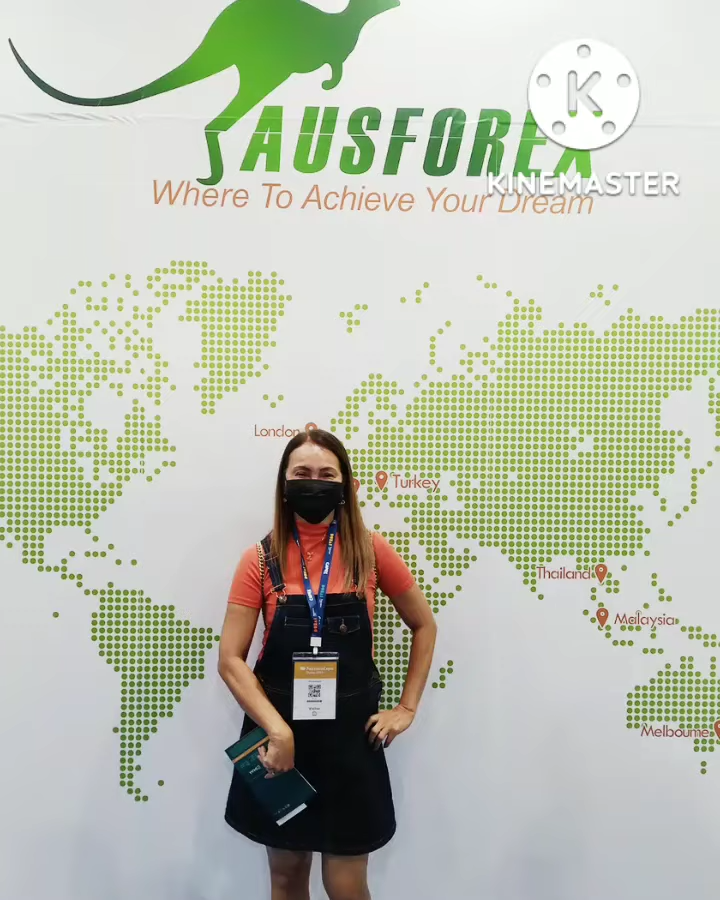 AUSFOREX
KINEMASTER
Where To Achieve Your Dream
London
Turkey
Thailand
Malaysia
Melbourne